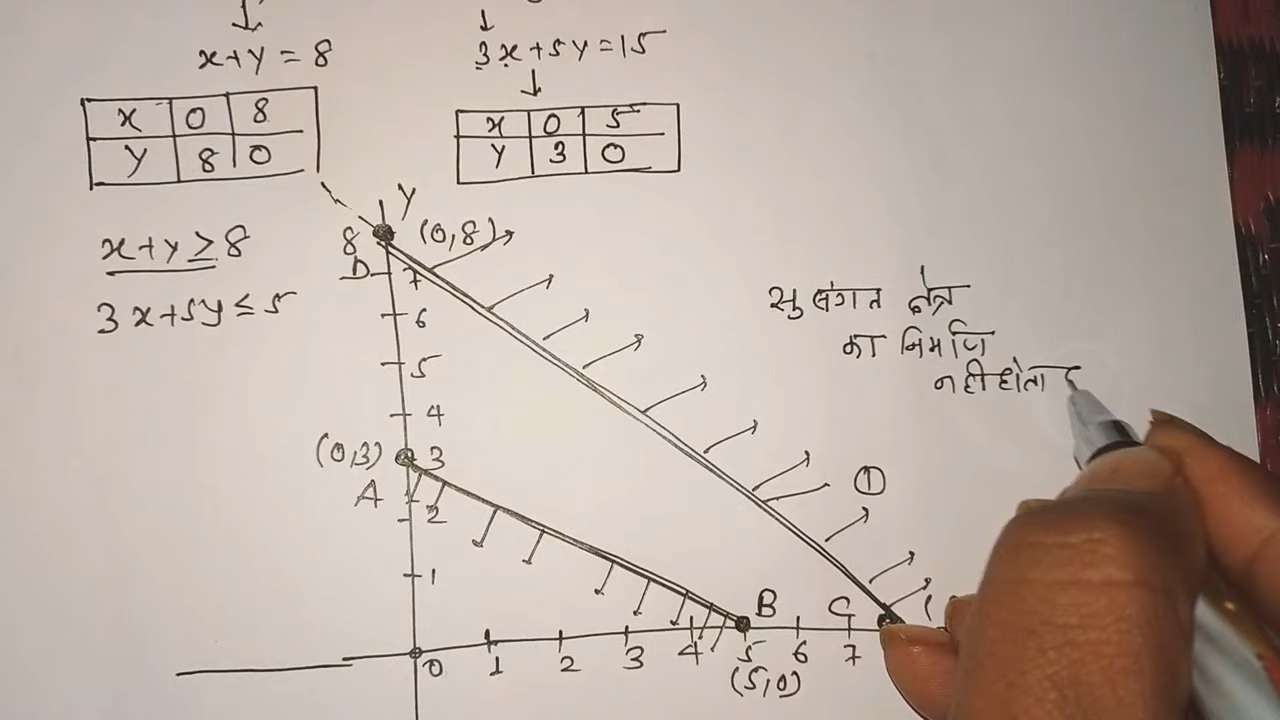 x+y=8
3x+5y=15
x 0 8
y 8 0
x 0 5
y 3 0
Y
(0,8)
8
D
7
x+y≥8
3x+5y≤5
6
5
4
(0,3) 3
A
2
1
सुसंगत क्षेत्र
का निर्माण
नही होता
①
B
C
0 1 2 3 4 5 6 7
(5,0)